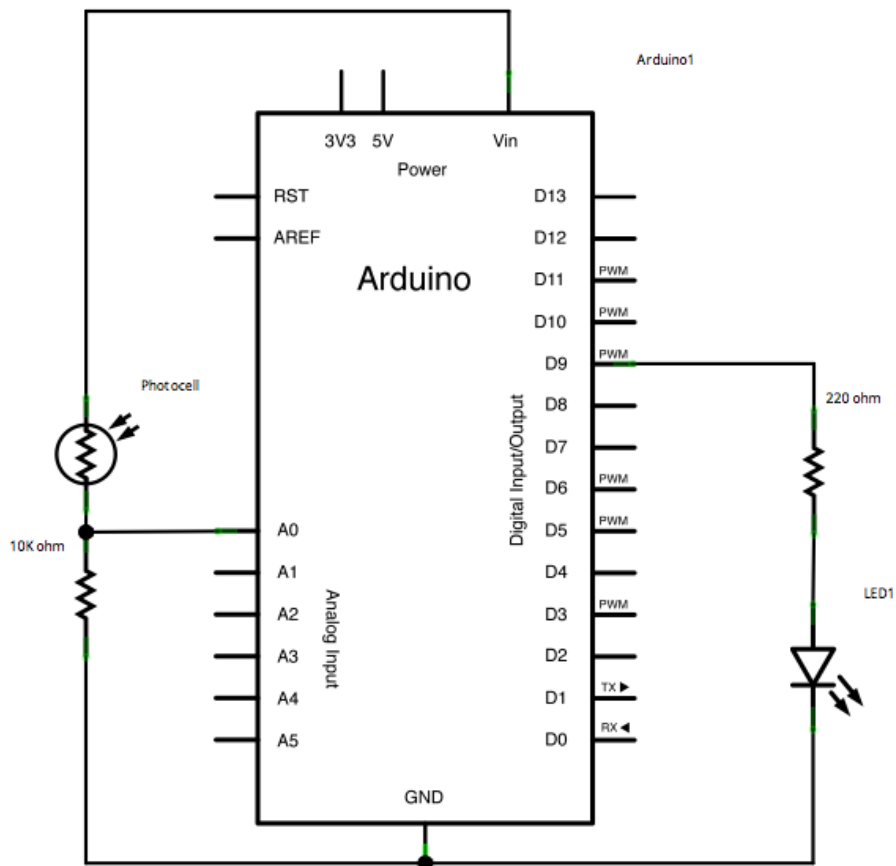 Arduino1
3V3 5V Vin
Power
RST D13
AREF D12
Arduino
D11 PWM
D10 PWM
D9 PWM
Photocell
220 ohm
D8
D7
D6 PWM
Digital Input/Output
A0 D5 PWM
10K ohm
A1 D4
LED1
A2 D3 PWM
Analog Input
A3 D2
A4 D1 TX
A5 D0 RX
GND